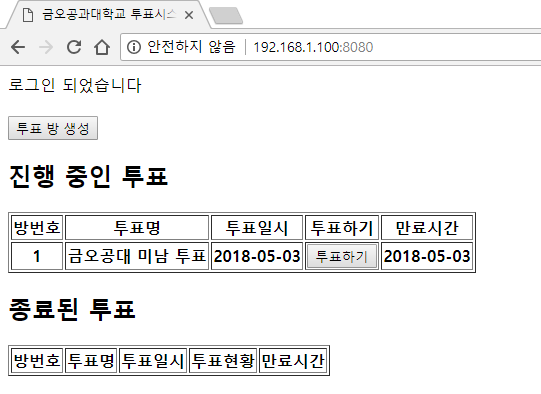 금오공과대학교 투표시스
안전하지 않음 192.168.1.100:8080
로그인 되었습니다
투표 방 생성
진행 중인 투표
방번호 투표명 투표일시 투표하기 만료시간
1 금오공대 미남 투표 2018-05-03 투표하기 2018-05-03
종료된 투표
방번호 투표명 투표일시 투표현황 만료시간